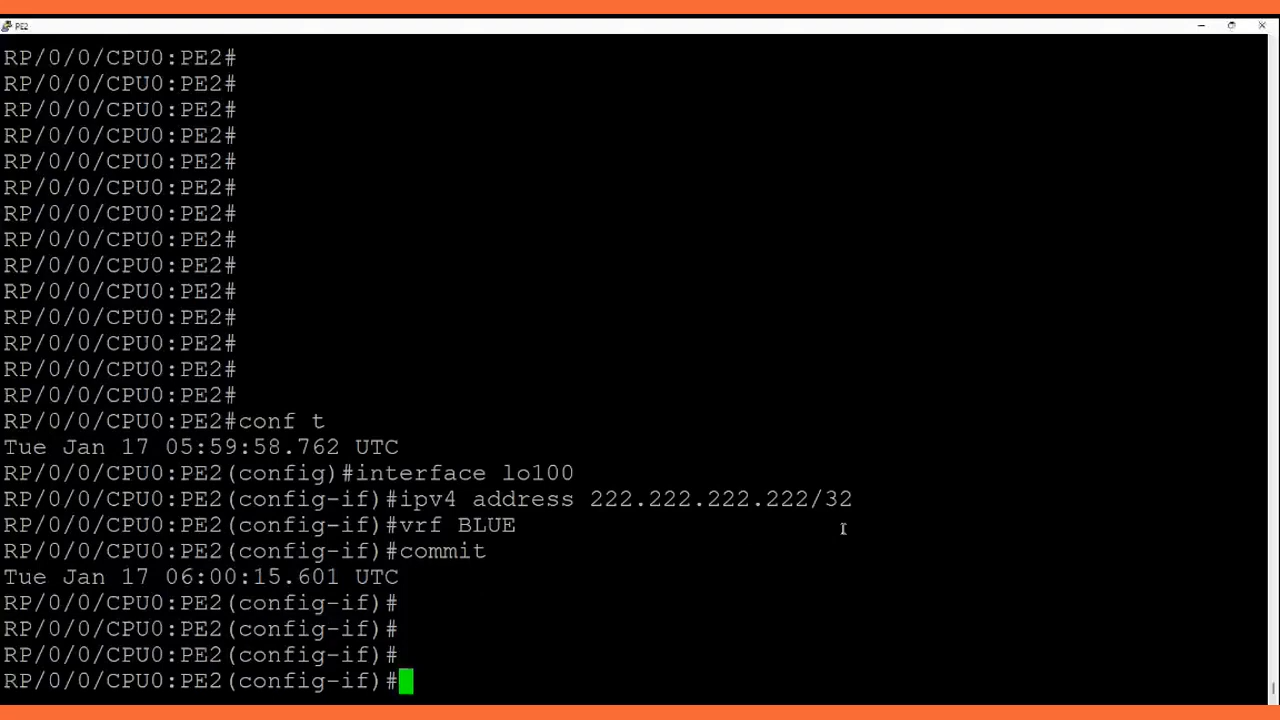 PE2
RP/0/0/CPU0:PE2#
RP/0/0/CPU0:PE2#
RP/0/0/CPU0:PE2#
RP/0/0/CPU0:PE2#
RP/0/0/CPU0:PE2#
RP/0/0/CPU0:PE2#
RP/0/0/CPU0:PE2#
RP/0/0/CPU0:PE2#
RP/0/0/CPU0:PE2#
RP/0/0/CPU0:PE2#
RP/0/0/CPU0:PE2#
RP/0/0/CPU0:PE2#
RP/0/0/CPU0:PE2#
RP/0/0/CPU0:PE2#
RP/0/0/CPU0:PE2#conf t
Tue Jan 17 05:59:58.762 UTC
RP/0/0/CPU0:PE2(config)#interface lo100
RP/0/0/CPU0:PE2(config-if)#ipv4 address 222.222.222.222/32
RP/0/0/CPU0:PE2(config-if)#vrf BLUE
RP/0/0/CPU0:PE2(config-if)#commit
Tue Jan 17 06:00:15.601 UTC
RP/0/0/CPU0:PE2(config-if)#
RP/0/0/CPU0:PE2(config-if)#
RP/0/0/CPU0:PE2(config-if)#
RP/0/0/CPU0:PE2(config-if)#